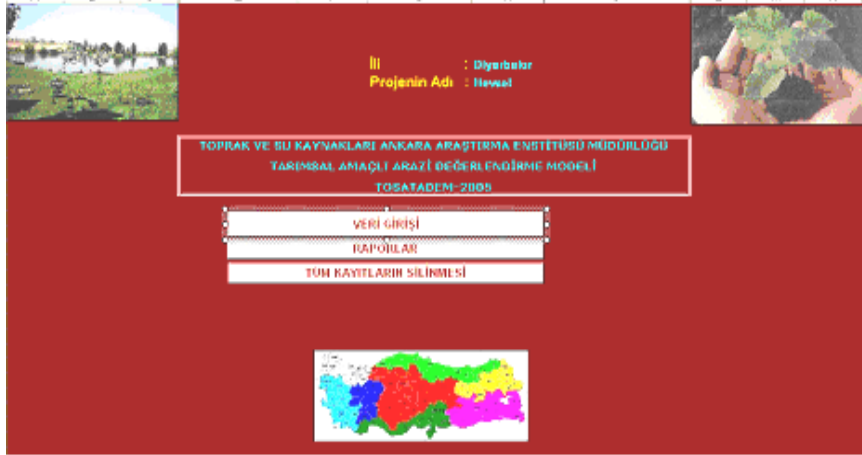 İli : Diyarbakır
Projenin Adı : Hevsel
TOPRAK VE SU KAYNAKLARI ANKARA ARAŞTIRMA ENSTİTÜSÜ MÜDÜRLÜĞÜ
TARIMSAL AMAÇLI ARAZİ DEĞERLENDİRME MODELİ
TOSATADEM-2005
VERİ GİRİŞİ
RAPORLAR
TÜM KAYITLARIN SİLİNMESİ